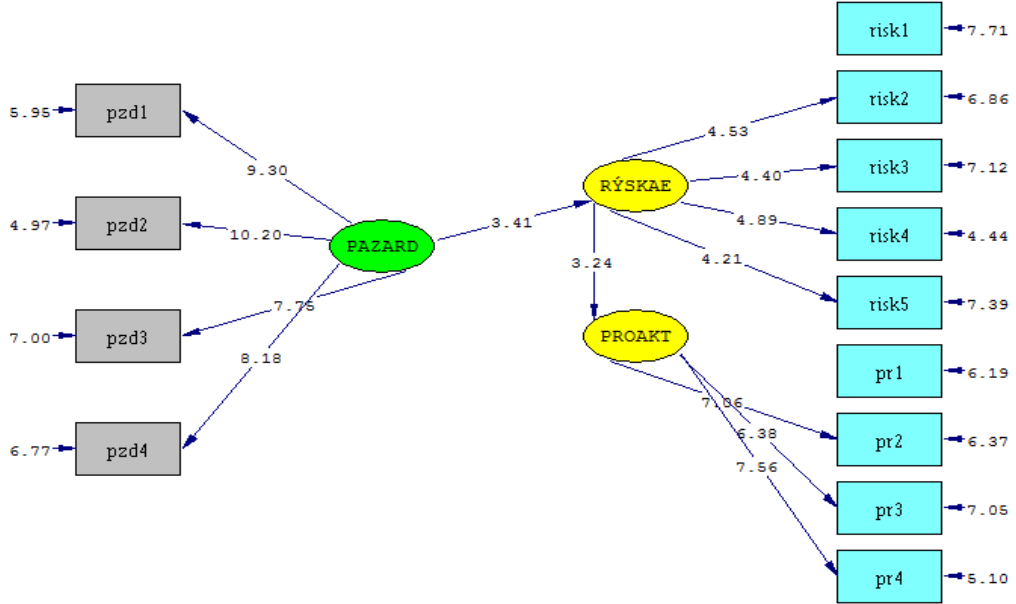 risk1
7.71
risk2
6.86
5.95
pzd1
4.53
risk3
7.12
9.30
RÝSKAE
4.40
pzd2
4.97
10.20
PAZARD
3.41
4.89
risk4
4.44
3.24
4.21
risk5
7.39
7.75
7.00
pzd3
PROAKT
8.18
pr1
6.19
7.06
6.38
pr2
6.37
6.77
pzd4
7.56
pr3
7.05
pr4
5.10